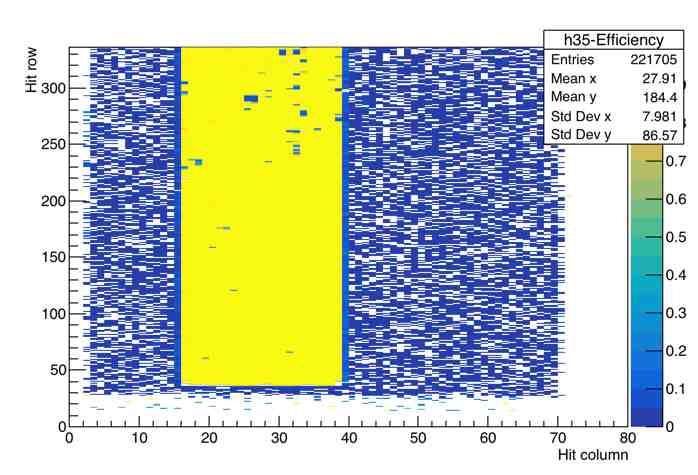 h35-Efficiency
Entries 221705
Mean x 27.91
Mean y 184.4
Std Dev x 7.981
Std Dev y 86.57
Hit row
300
250
200
150
100
50
0
0 10 20 30 40 50 60 70 80
Hit column
0.7
0.6
0.5
0.4
0.3
0.2
0.1
0